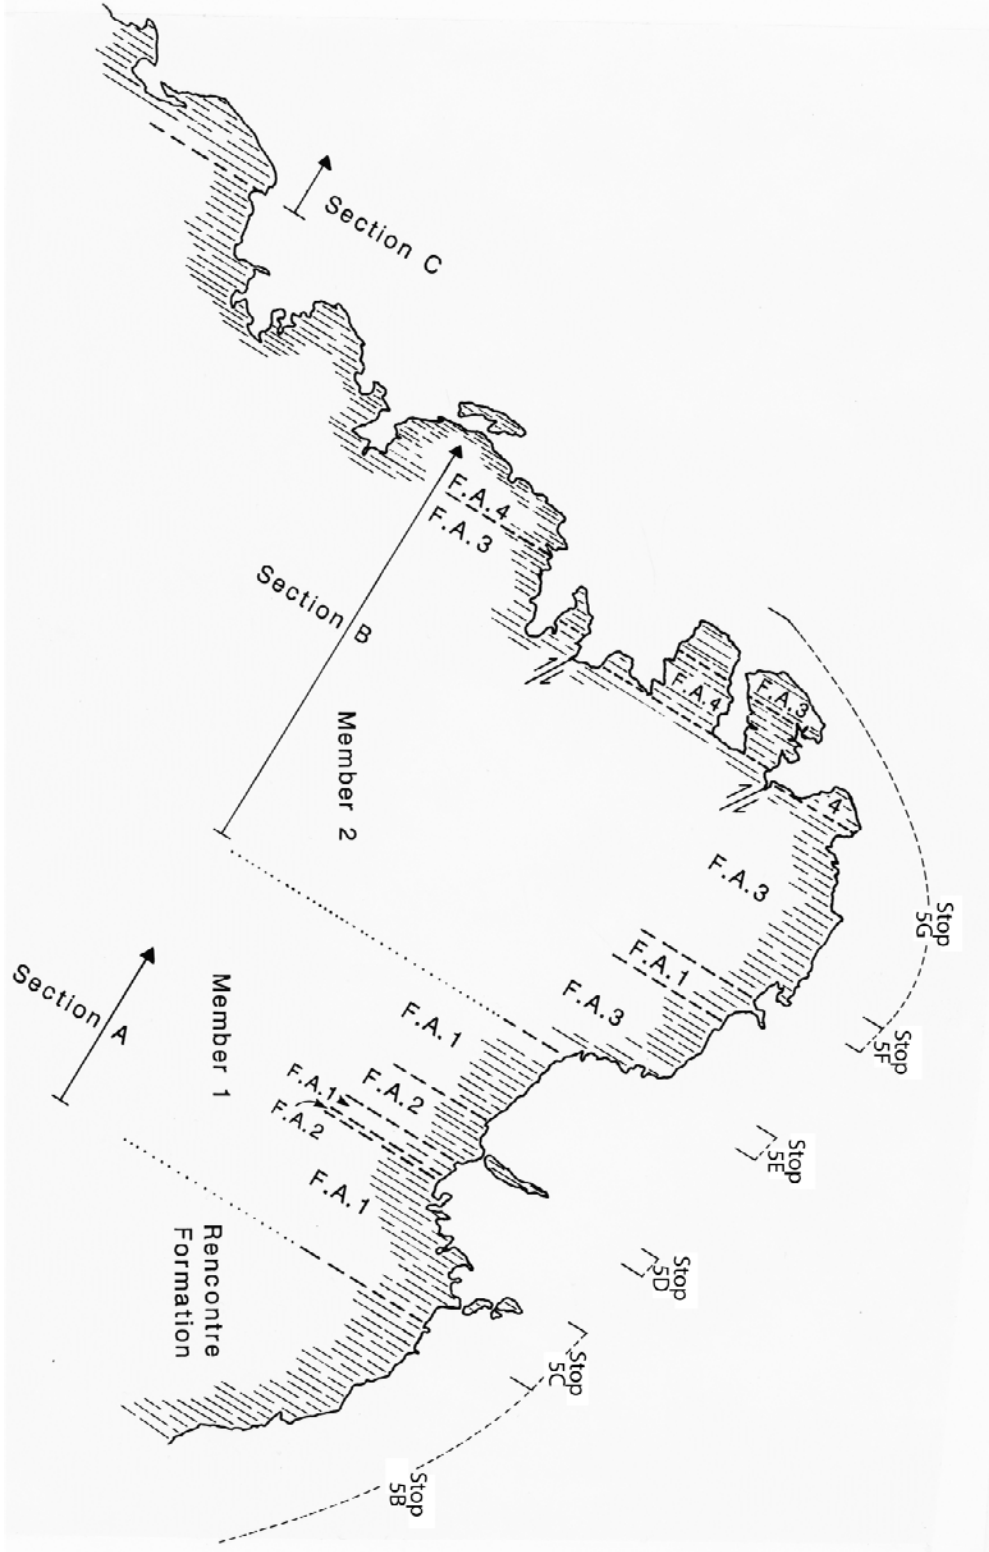 Section C
F.A.4
F.A.3
Section B
F.A.4
F.A.3
4
Member 2
F.A.3
Stop
5G
F.A.1
F.A.3
Section A
Member 1
F.A.1
Stop
5F
F.A.2
F.A.1
F.A.2
Stop
5E
F.A.1
Rencontre
Formation
Stop
5D
Stop
5C
Stop
5B